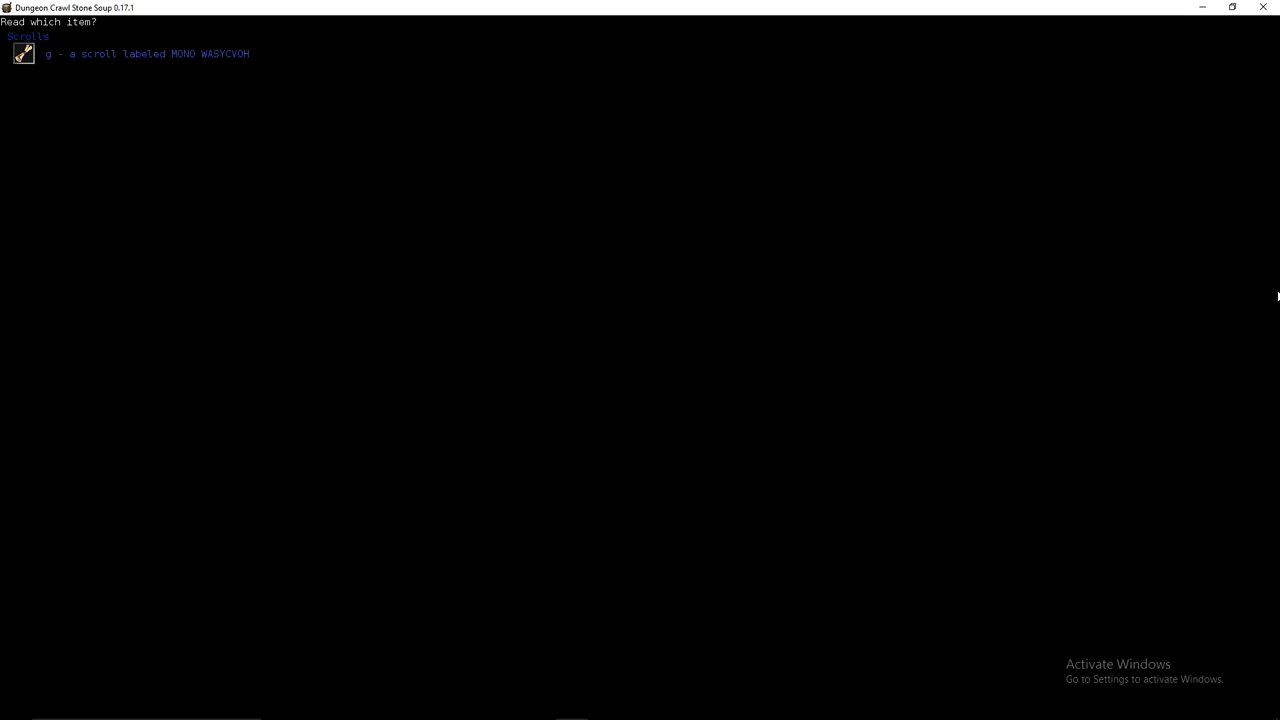 Dungeon Crawl Stone Soup 0.17.1
Read which item?
Scrolls
g - a scroll labeled MONO WASYCVOH
Activate Windows
Go to Settings to activate Windows.